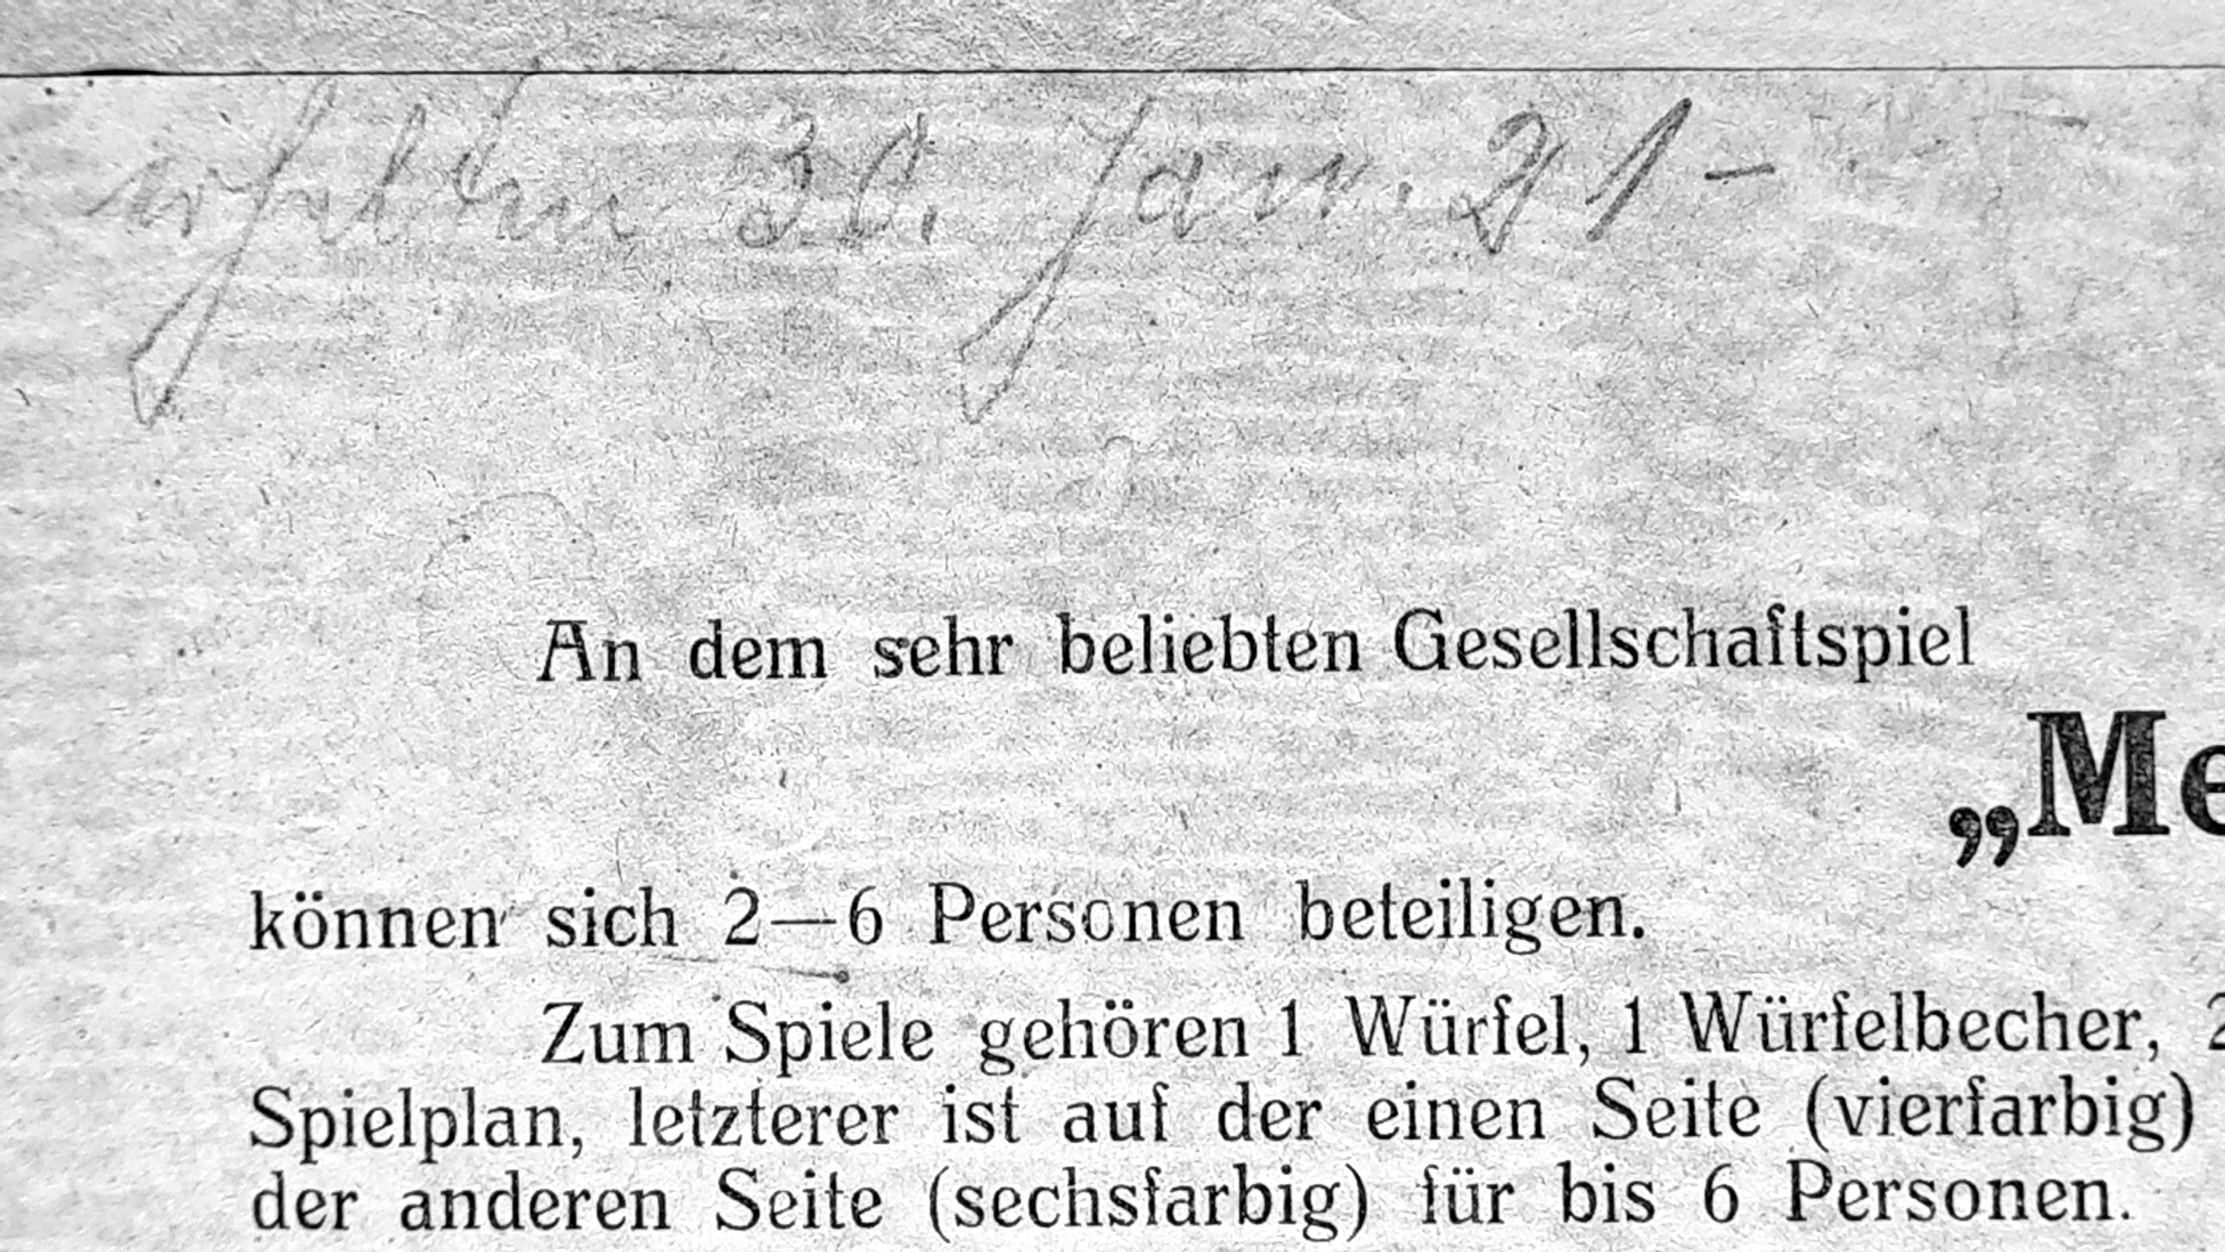 erhalten 30. Jan. 21 –
An dem sehr beliebten Gesellschaftspiel
„Me
können sich 2—6 Personen beteiligen.
Zum Spiele gehören 1 Würfel, 1 Würfelbecher, 2
Spielplan, letzterer ist auf der einen Seite (vierfarbig)
der anderen Seite (sechsfarbig) für bis 6 Personen.